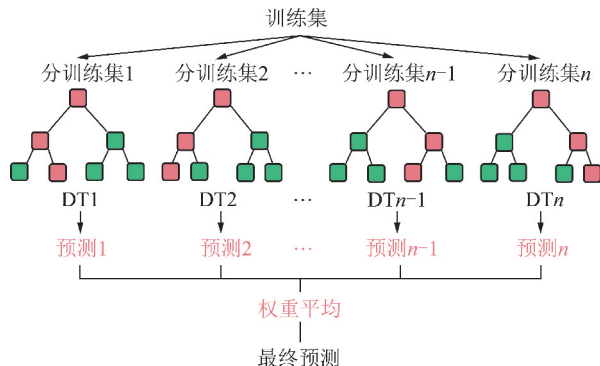 训练集
分训练集1 分训练集2 … 分训练集n−1 分训练集n
DT1 DT2 … DTn−1 DTn
预测1 预测2 … 预测n−1 预测n
权重平均
最终预测